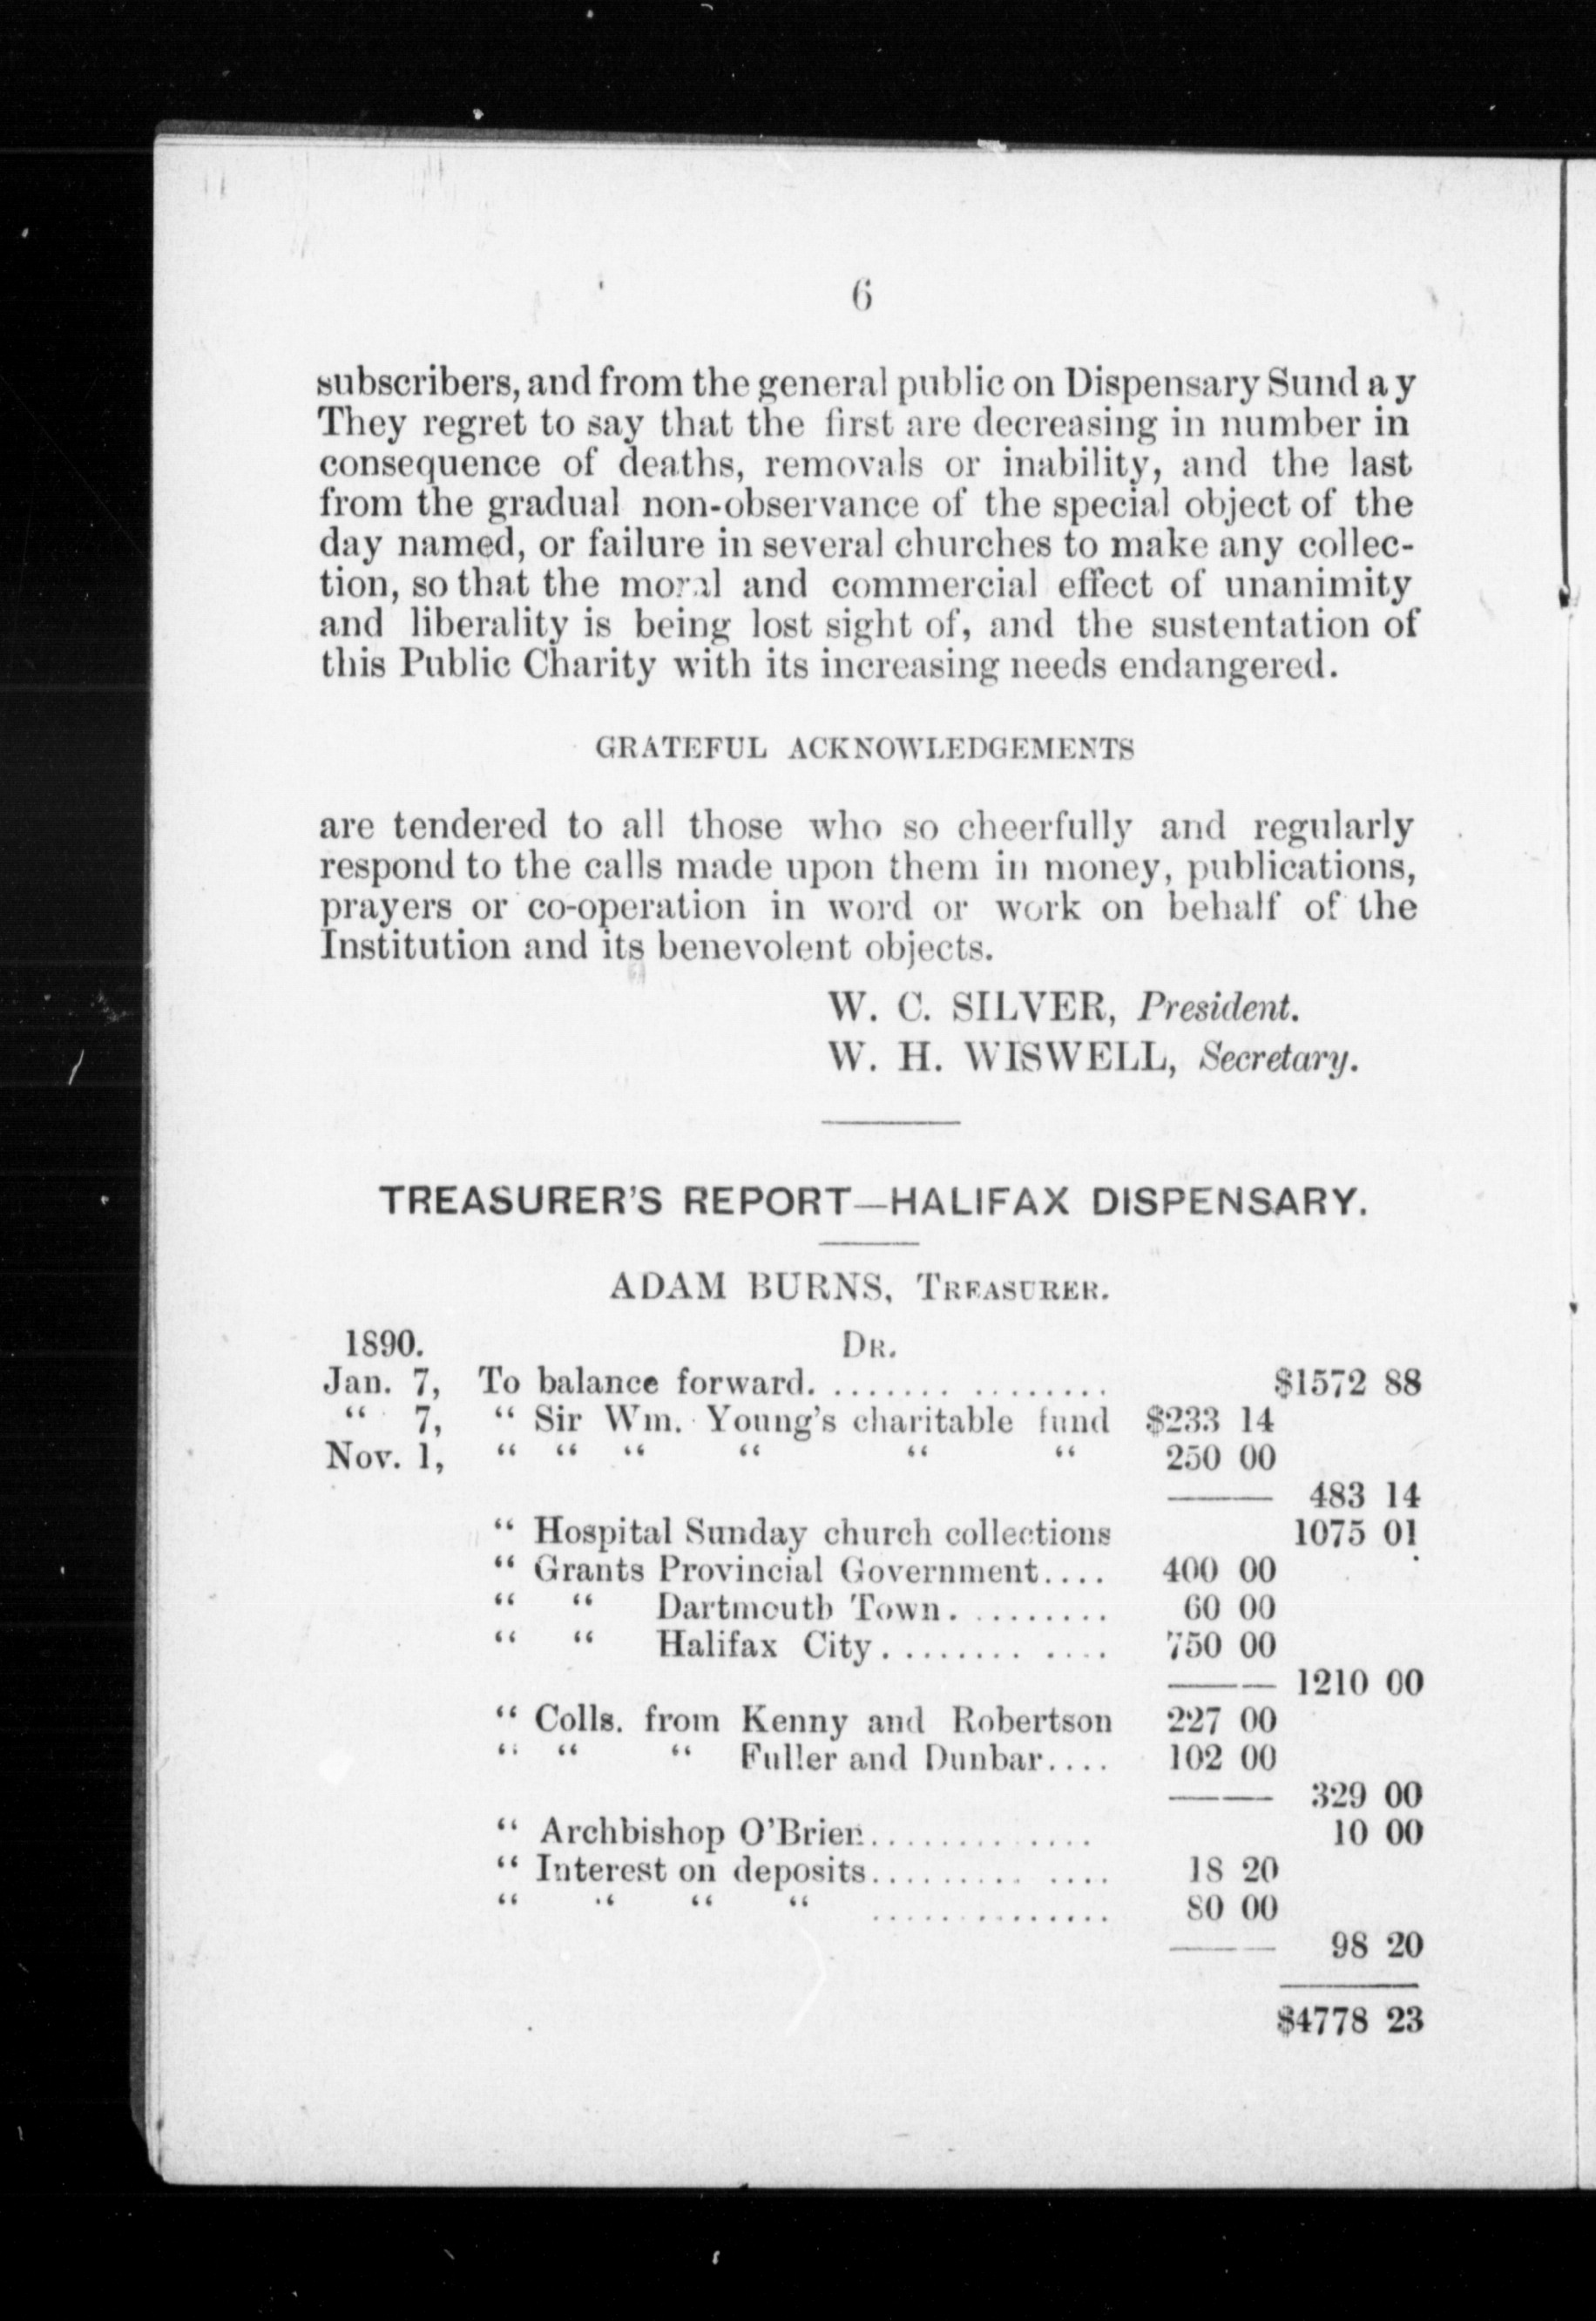 6
subscribers, and from the general public on Dispensary Sunday
They regret to say that the first are decreasing in number in
consequence of deaths, removals or inability, and the last
from the gradual non-observance of the special object of the
day named, or failure in several churches to make any collec-
tion, so that the moral and commercial effect of unanimity
and liberality is being lost sight of, and the sustentation of
this Public Charity with its increasing needs endangered.
GRATEFUL ACKNOWLEDGEMENTS
are tendered to all those who so cheerfully and regularly
respond to the calls made upon them in money, publications,
prayers or co-operation in word or work on behalf of the
Institution and its benevolent objects.
W. C. SILVER, President.
W. H. WISWELL, Secretary.
TREASURER'S REPORT—HALIFAX DISPENSARY.
ADAM BURNS, TREASURER.
1890. DR.
Jan. 7, To balance forward. ....... ........ $1572 88
“ 7, “ Sir Wm. Young's charitable fund $233 14
Nov. 1, “ “ “ “ “ “ 250 00
—— 483 14
“ Hospital Sunday church collections 1075 01
“ Grants Provincial Government.... 400 00
“ “ Dartmouth Town. ........ 60 00
“ “ Halifax City........ .... 750 00
—— 1210 00
“ Colls. from Kenny and Robertson 227 00
“ “ “ Fuller and Dunbar.... 102 00
—— 329 00
“ Archbishop O'Brien............. 10 00
“ Interest on deposits......... .... 18 20
“ “ “ “ .............. 80 00
—— 98 20
$4778 23